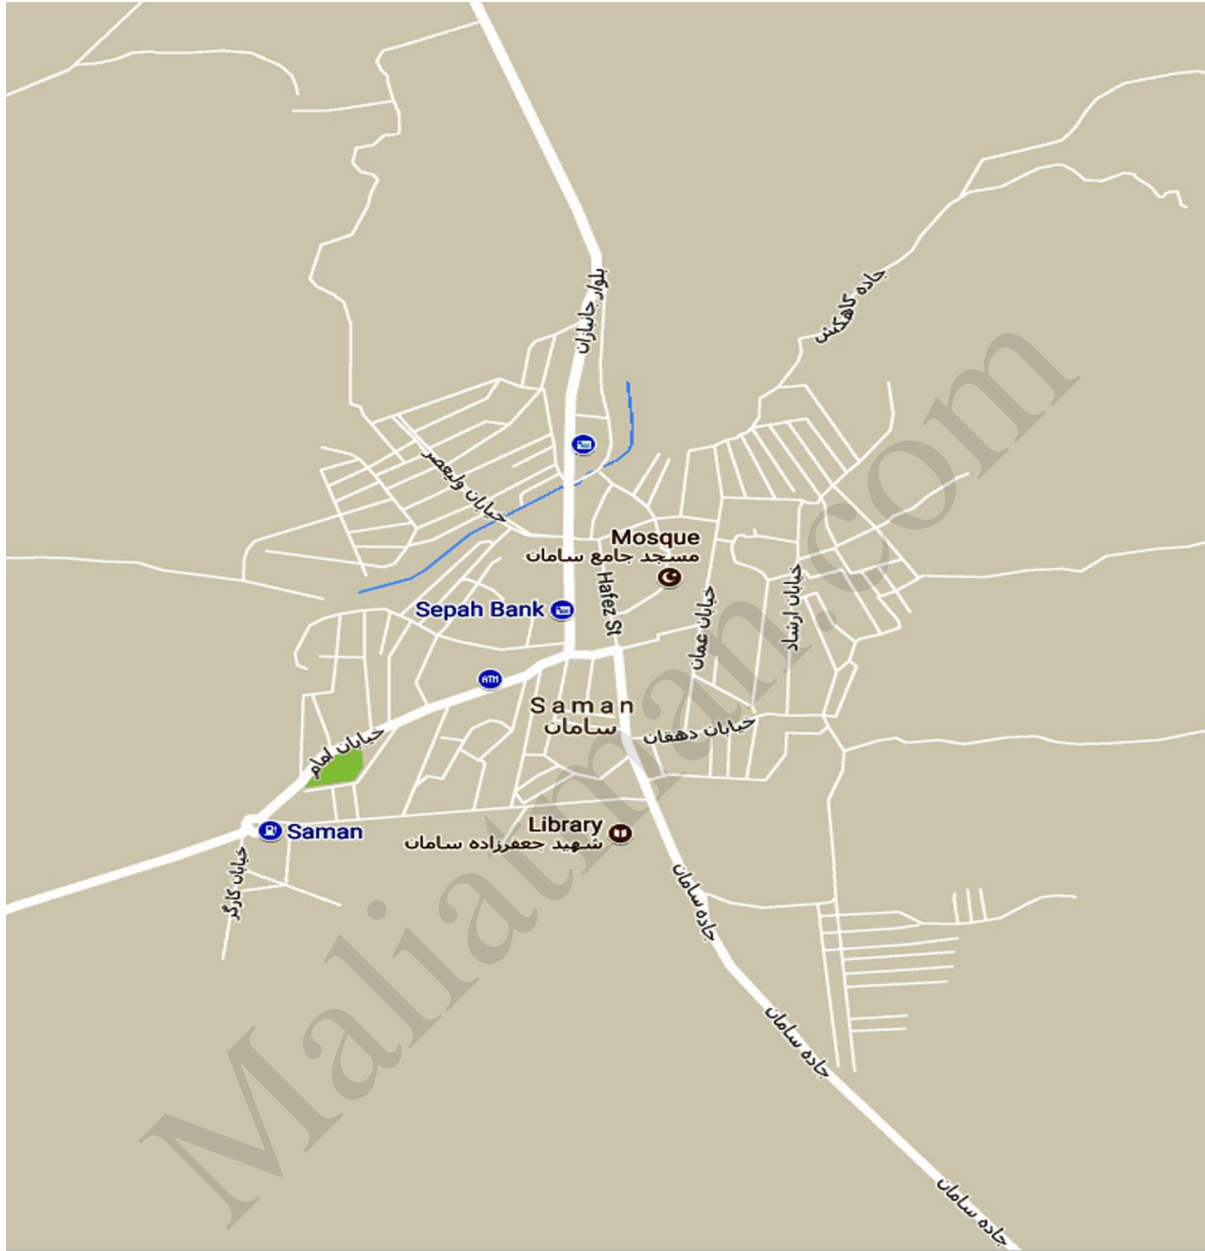 جاده کاهکش
بلوار جانبازان
خیابان ولیعصر
Mosque
مسجد جامع سامان
Hafez St
Sepah Bank
خیابان عمان
خیابان ارشاد
ATM
Saman
سامان
خیابان دهقان
خیابان امام
Saman
Library
شهید جعفرزاده سامان
خیابان کارگر
جاده سامان
جاده سامان
جاده سامان
Maliatman.com